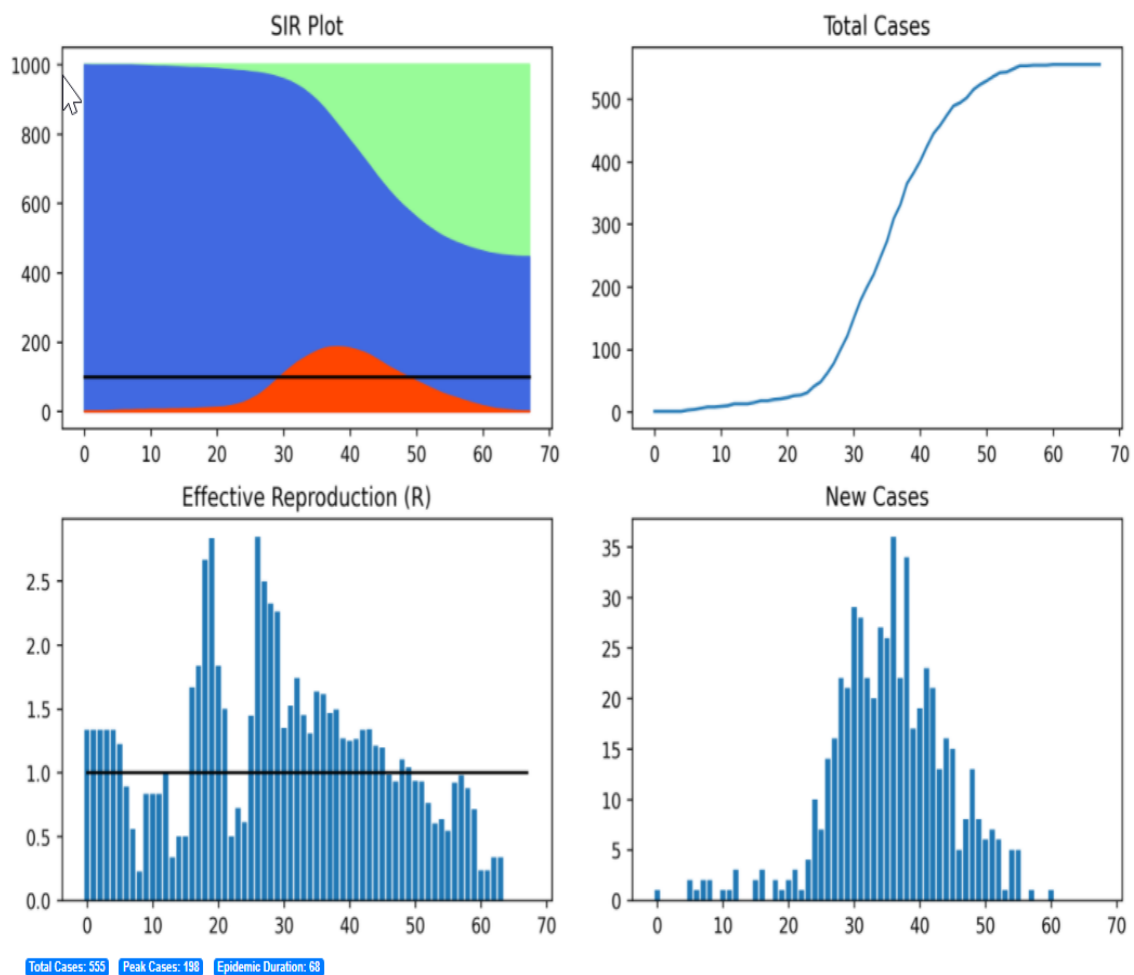 SIR Plot
1000
800
600
400
200
0
0 10 20 30 40 50 60 70
Total Cases
500
400
300
200
100
0
0 10 20 30 40 50 60 70
Effective Reproduction (R)
2.5
2.0
1.5
1.0
0.5
0.0
0 10 20 30 40 50 60 70
New Cases
35
30
25
20
15
10
5
0
0 10 20 30 40 50 60 70
Total Cases: 555 Peak Cases: 198 Epidemic Duration: 68